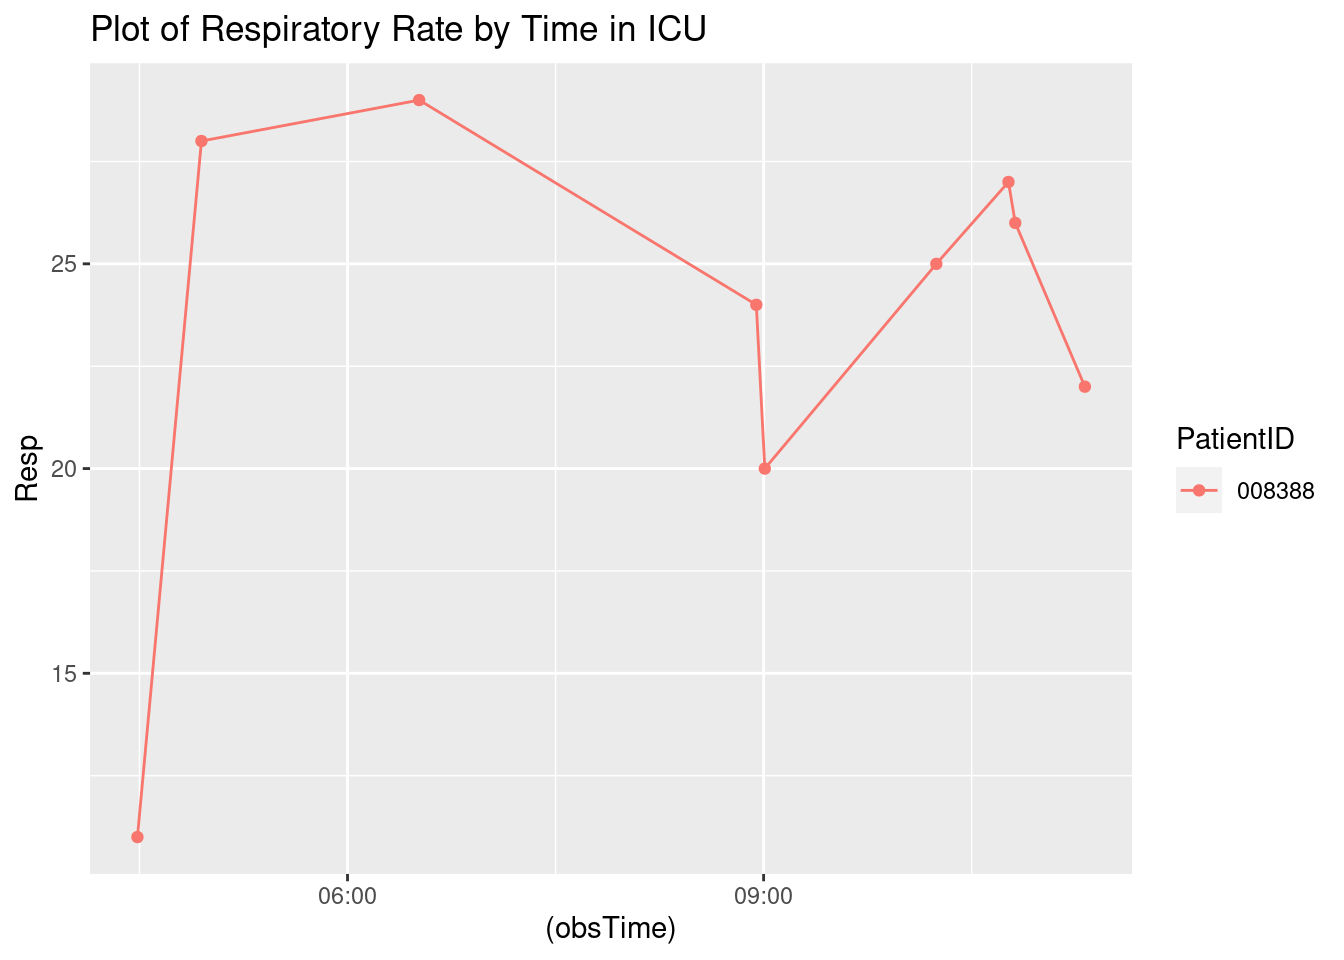 Plot of Respiratory Rate by Time in ICU
Resp
25
20
15
06:00
09:00
(obsTime)
PatientID
008388